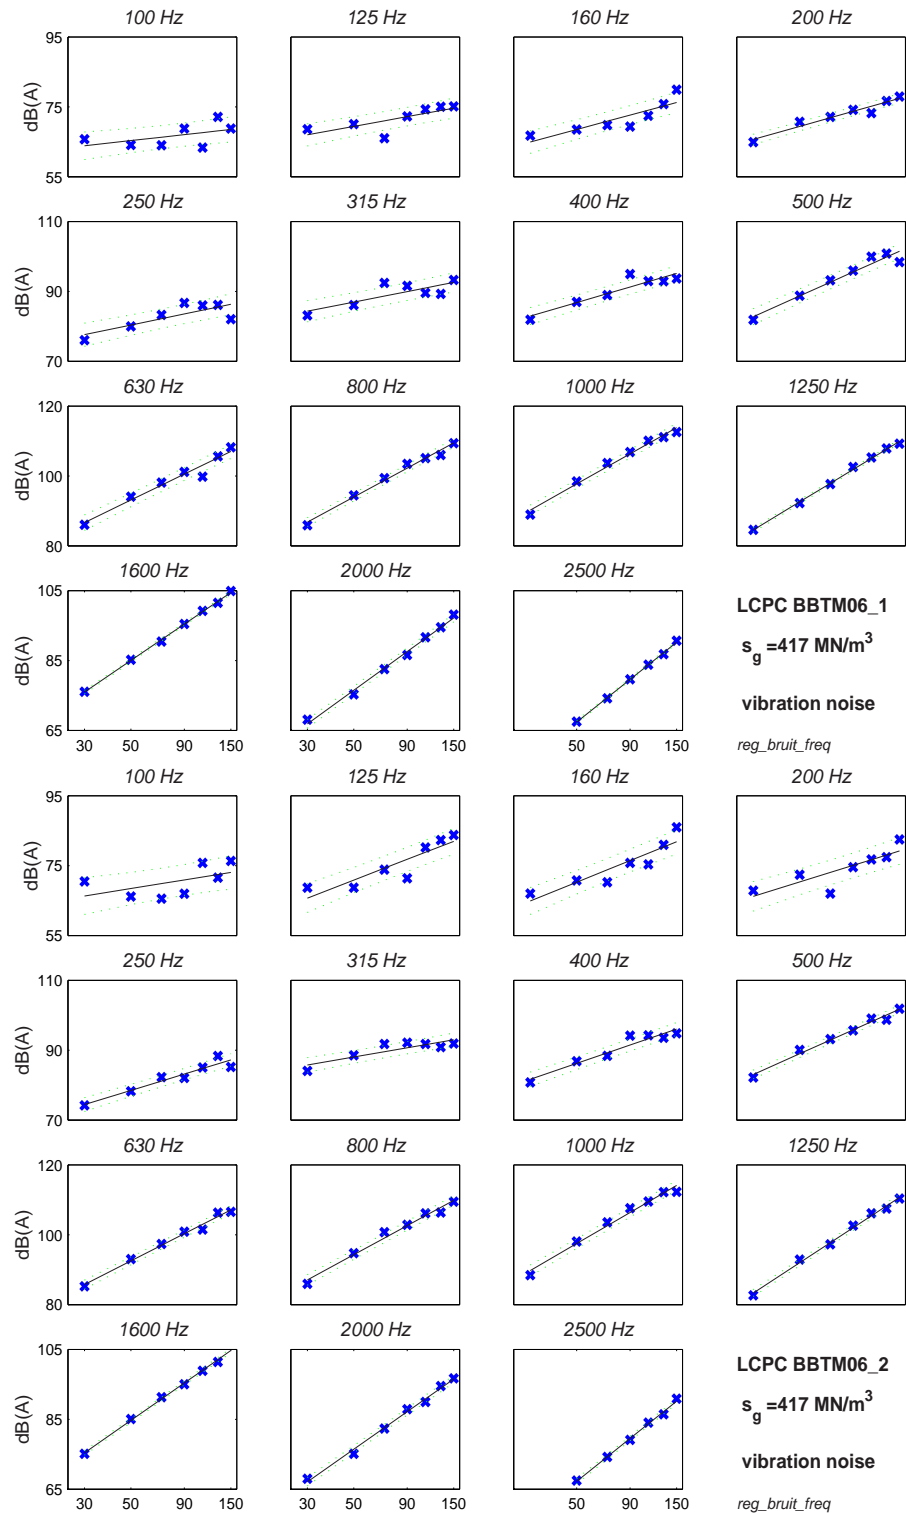 100 Hz 125 Hz 160 Hz 200 Hz
95
75
55
dB(A)
250 Hz 315 Hz 400 Hz 500 Hz
110
90
70
dB(A)
630 Hz 800 Hz 1000 Hz 1250 Hz
120
100
80
dB(A)
1600 Hz 2000 Hz 2500 Hz
105
85
65
dB(A)
30 50 90 150 30 50 90 150 50 90 150
LCPC BBTM06_1
s_g =417 MN/m^3
vibration noise
reg_bruit_freq
100 Hz 125 Hz 160 Hz 200 Hz
95
75
55
dB(A)
250 Hz 315 Hz 400 Hz 500 Hz
110
90
70
dB(A)
630 Hz 800 Hz 1000 Hz 1250 Hz
120
100
80
dB(A)
1600 Hz 2000 Hz 2500 Hz
105
85
65
dB(A)
30 50 90 150 30 50 90 150 50 90 150
LCPC BBTM06_2
s_g =417 MN/m^3
vibration noise
reg_bruit_freq